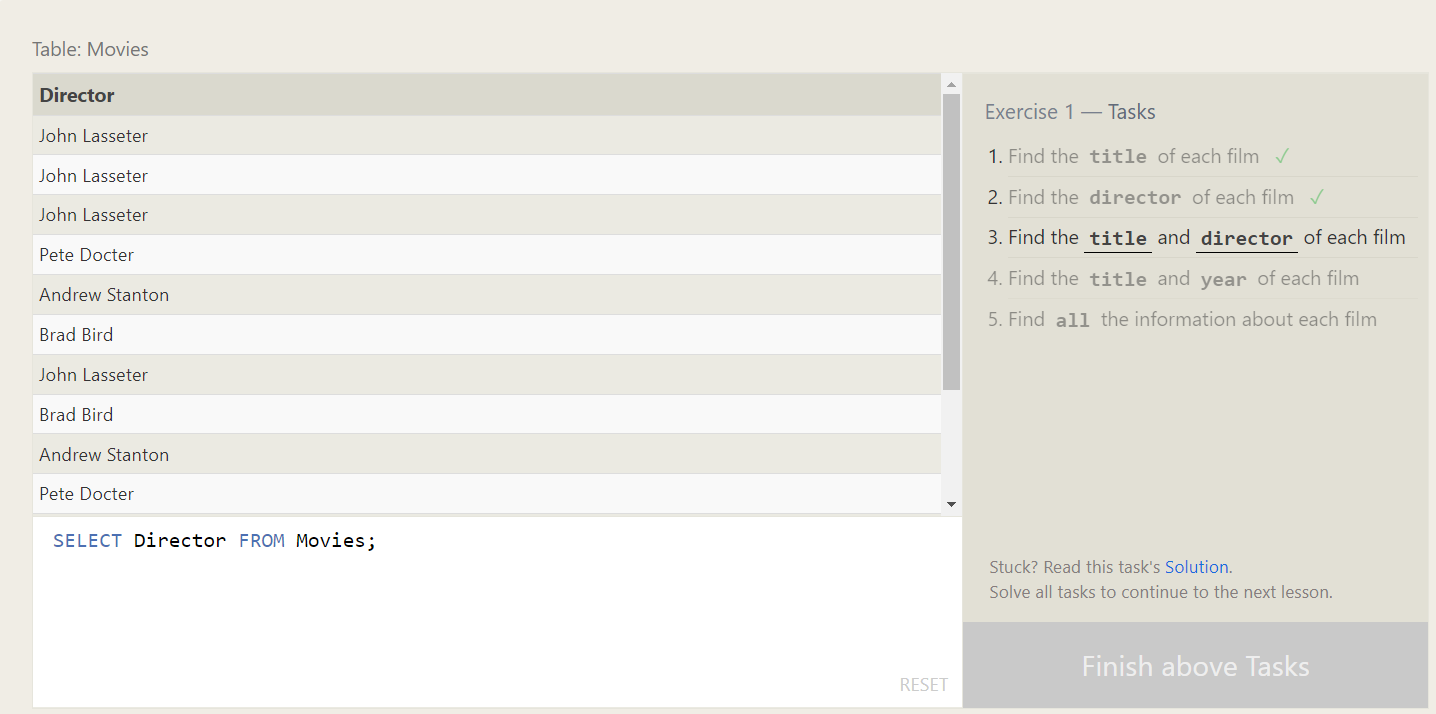 Table: Movies
Director
John Lasseter
John Lasseter
John Lasseter
Pete Docter
Andrew Stanton
Brad Bird
John Lasseter
Brad Bird
Andrew Stanton
Pete Docter
SELECT Director FROM Movies;
RESET
Exercise 1 — Tasks
1. Find the title of each film ✓
2. Find the director of each film ✓
3. Find the title and director of each film
4. Find the title and year of each film
5. Find all the information about each film
Stuck? Read this task's Solution.
Solve all tasks to continue to the next lesson.
Finish above Tasks